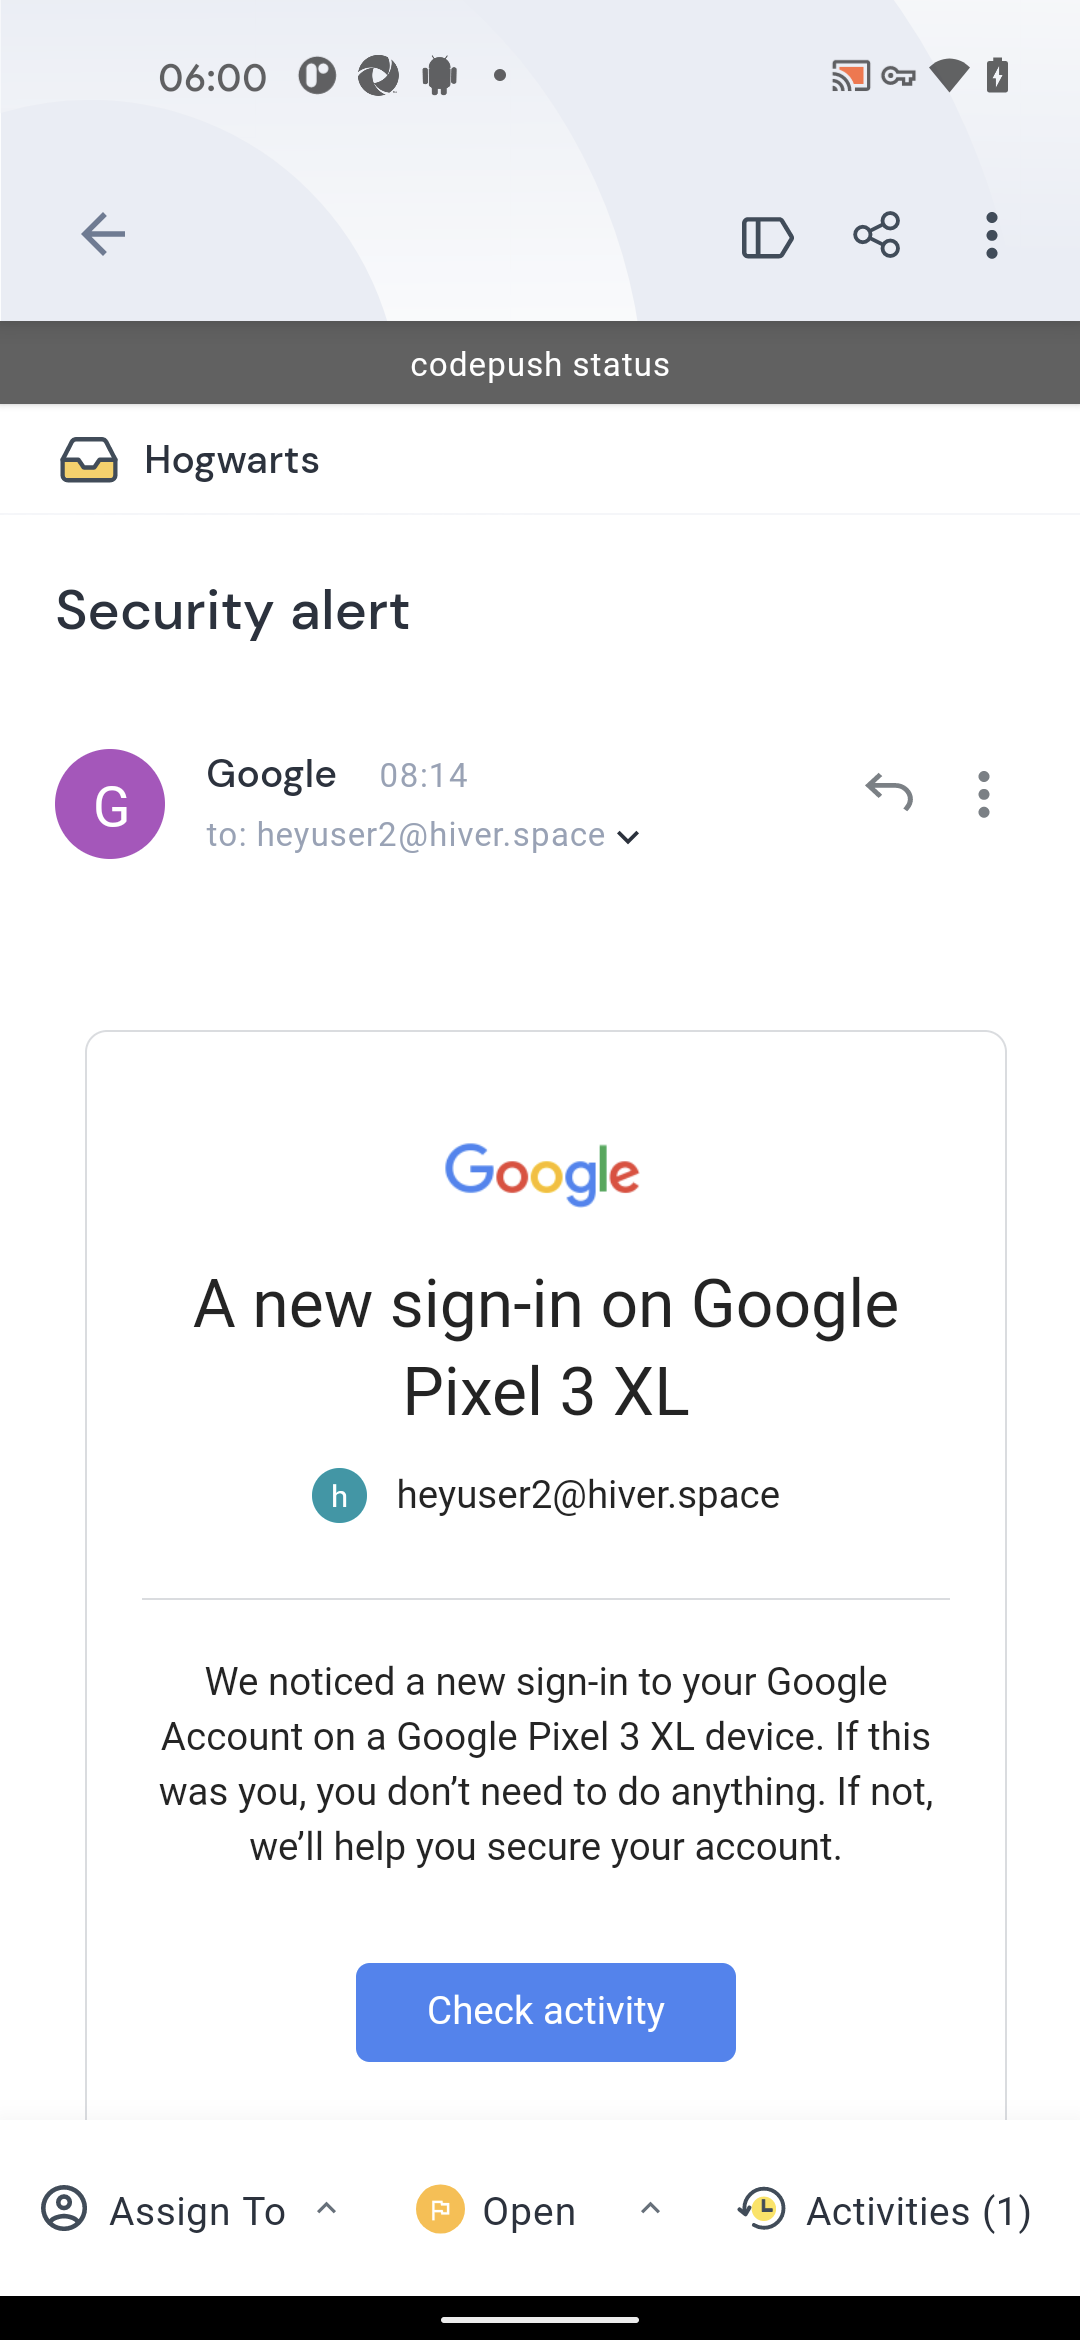 06:00
codepush status
Hogwarts
Security alert
G
Google 08:14
to: heyuser2@hiver.space
Google
A new sign-in on Google
Pixel 3 XL
h heyuser2@hiver.space
We noticed a new sign-in to your Google
Account on a Google Pixel 3 XL device. If this
was you, you don’t need to do anything. If not,
we’ll help you secure your account.
Check activity
Assign To Open Activities (1)